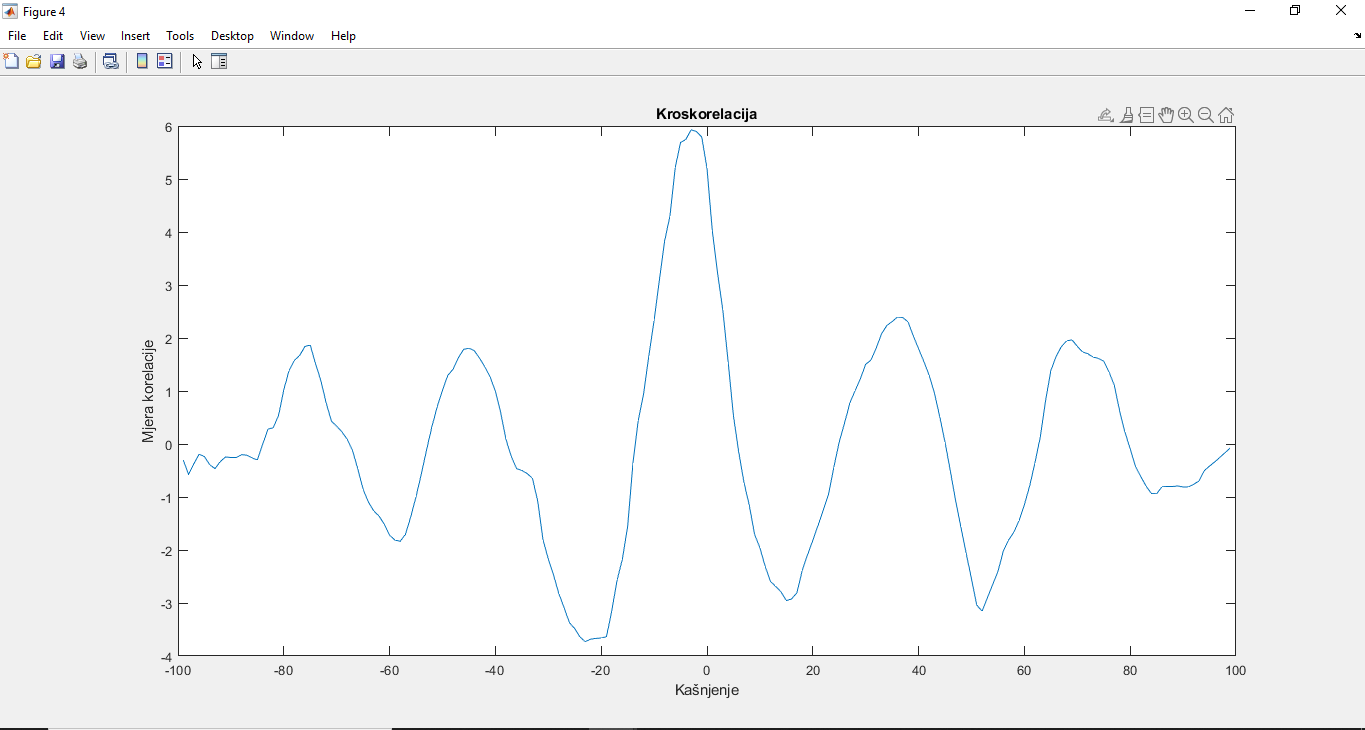 Figure 4
File Edit View Insert Tools Desktop Window Help
Kroskorelacija
6
5
4
3
2
1
0
-1
-2
-3
-4
Mjera korelacije
-100 -80 -60 -40 -20 0 20 40 60 80 100
Kašnjenje